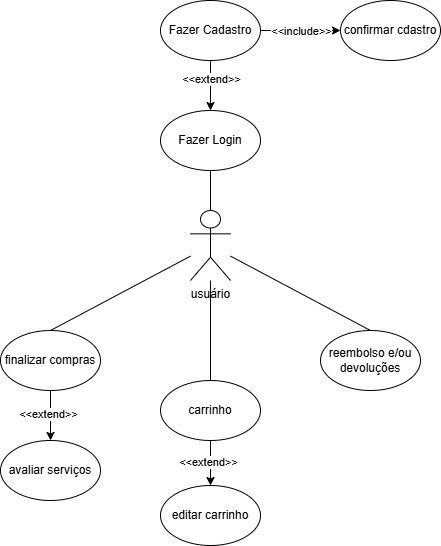 Fazer Cadastro
<<include>>
confirmar cdastro
<<extend>>
Fazer Login
usuário
finalizar compras
reembolso e/ou
devoluções
<<extend>>
carrinho
avaliar serviços
<<extend>>
editar carrinho